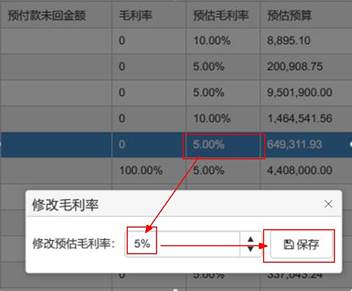 预付款未回金额 毛利率 预估毛利率 预估预算
0 10.00% 8,895.10
0 5.00% 200,908.75
0 5.00% 9,501,900.00
0 10.00% 1,464,541.56
0 5.00% 649,311.93
100.00% 5.00% 4,408,000.00
修改毛利率 ×
修改预估毛利率: 5% 保存
0 5.00% 337,043.24